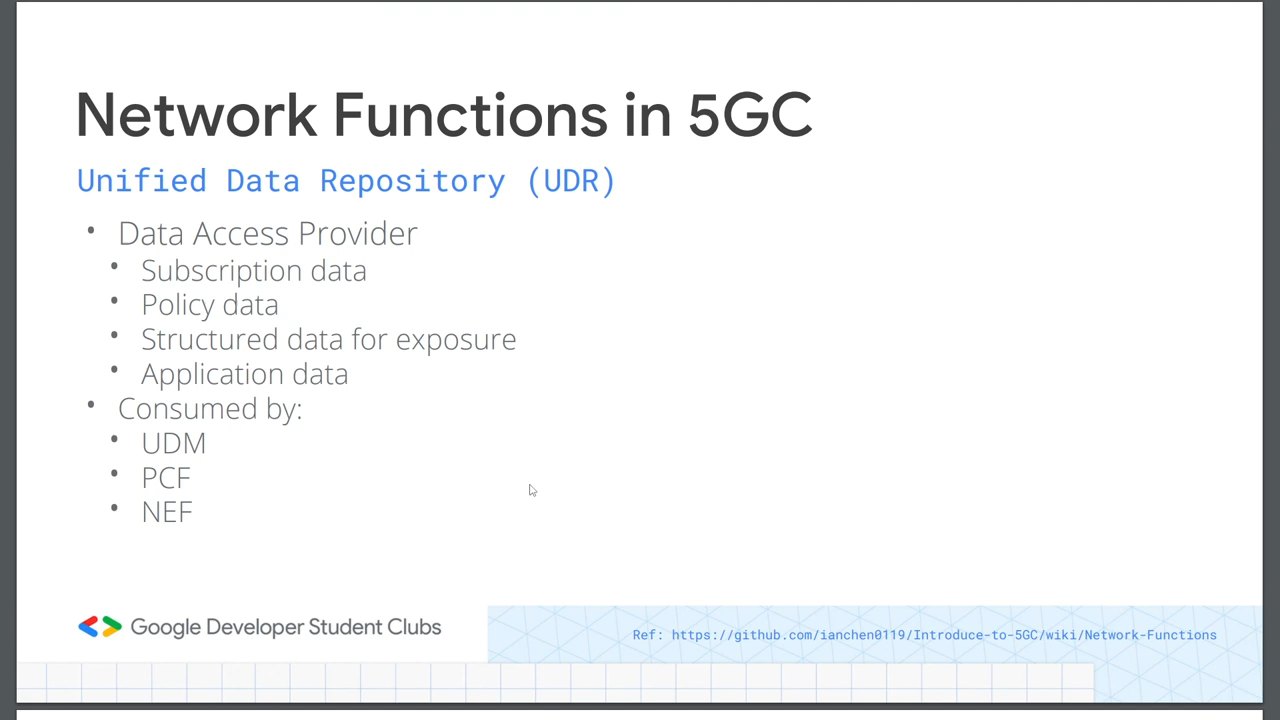 Network Functions in 5GC
Unified Data Repository (UDR)
• Data Access Provider
• Subscription data
• Policy data
• Structured data for exposure
• Application data
• Consumed by:
• UDM
• PCF
• NEF
Google Developer Student Clubs
Ref: https://github.com/ianchen0119/Introduce-to-5GC/wiki/Network-Functions